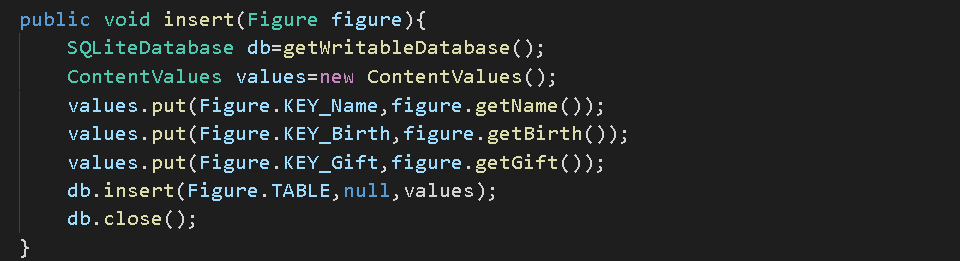 public void insert(Figure figure){
    SQLiteDatabase db=getWritableDatabase();
    ContentValues values=new ContentValues();
    values.put(Figure.KEY_Name,figure.getName());
    values.put(Figure.KEY_Birth,figure.getBirth());
    values.put(Figure.KEY_Gift,figure.getGift());
    db.insert(Figure.TABLE,null,values);
    db.close();
}